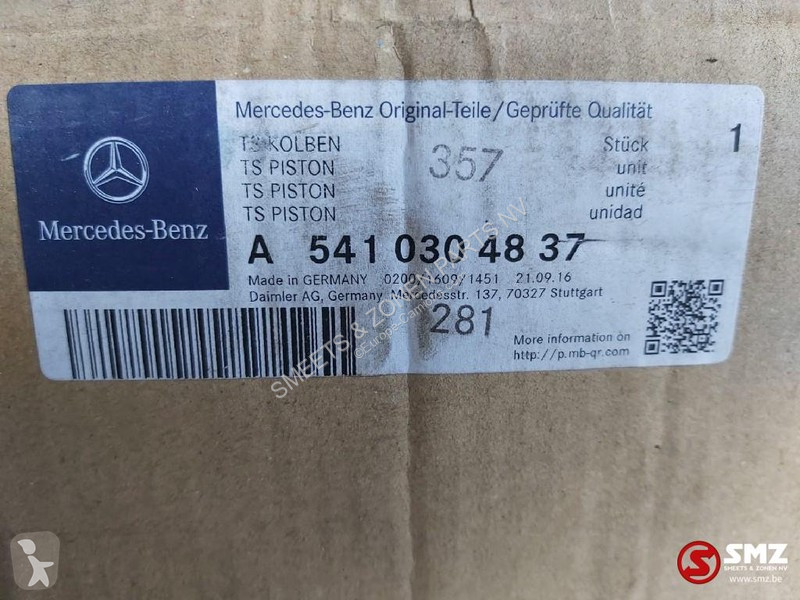 Mercedes-Benz Original-Teile/Geprüfte Qualität
TS KOLBEN
TS PISTON
TS PISTON
TS PISTON
357
Stück
unit
unité
unidad
1
Mercedes-Benz
A 541 030 48 37
Made in GERMANY 0200/1609/1451 21.09.16
Daimler AG, Germany Mercedesstr. 137, 70327 Stuttgart
281
More information on
http://p.mb-qr.com
SMEETS & ZONEN PARTS NV
SMZ
SMEETS & ZONEN NV
www.smz.be